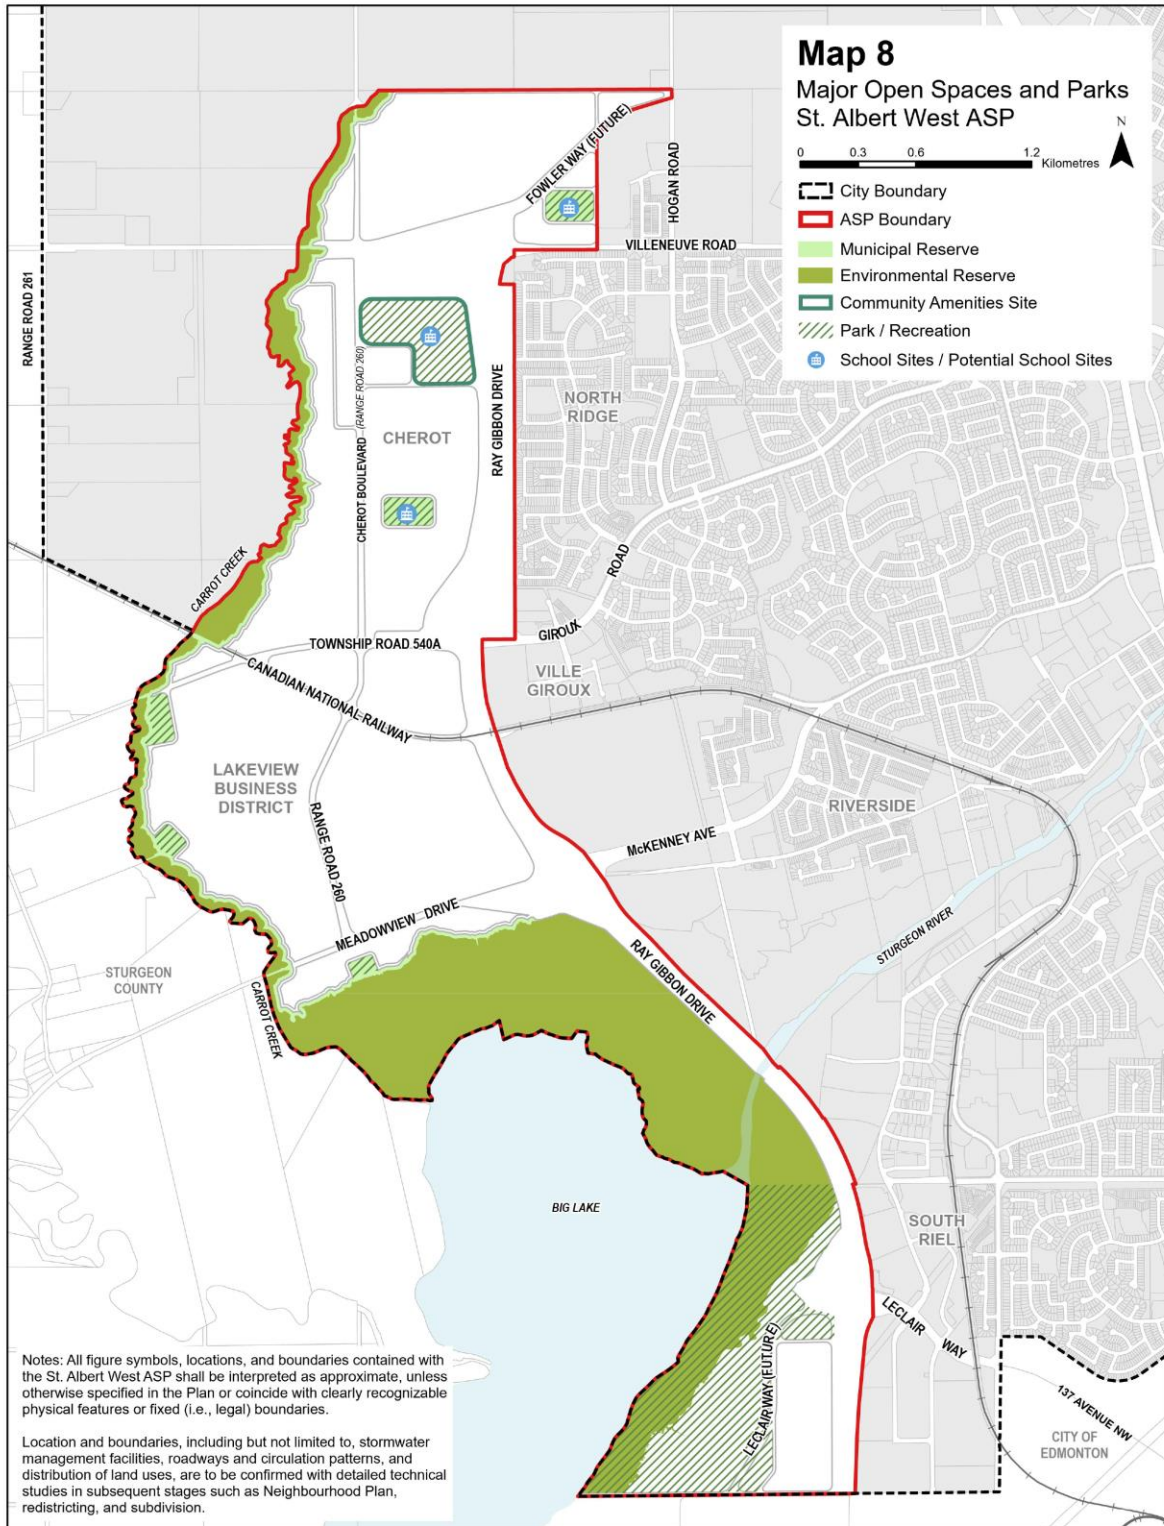 Map 8
Major Open Spaces and Parks
St. Albert West ASP
N
0 0.3 0.6 1.2
Kilometres
City Boundary
ASP Boundary
Municipal Reserve
Environmental Reserve
Community Amenities Site
Park / Recreation
School Sites / Potential School Sites
FOWLER WAY (FUTURE)
HOGAN ROAD
VILLENEUVE ROAD
RANGE ROAD 261
CHEROT BOULEVARD (RANGE ROAD 260)
RAY GIBBON DRIVE
NORTH
RIDGE
CHEROT
CARROT CREEK
ROAD
GIROUX
TOWNSHIP ROAD 540A
CANADIAN NATIONAL RAILWAY
VILLE
GIROUX
LAKEVIEW
BUSINESS
DISTRICT
RANGE ROAD 260
RIVERSIDE
McKENNEY AVE
MEADOWVIEW DRIVE
STURGEON RIVER
STURGEON
COUNTY
CARROT CREEK
RAY GIBBON DRIVE
BIG LAKE
SOUTH
RIEL
LECLAIR WAY
LECLAIR WAY (FUTURE)
137 AVENUE NW
CITY OF
EDMONTON
Notes: All figure symbols, locations, and boundaries contained with
the St. Albert West ASP shall be interpreted as approximate, unless
otherwise specified in the Plan or coincide with clearly recognizable
physical features or fixed (i.e., legal) boundaries.
Location and boundaries, including but not limited to, stormwater
management facilities, roadways and circulation patterns, and
distribution of land uses, are to be confirmed with detailed technical
studies in subsequent stages such as Neighbourhood Plan,
redistricting, and subdivision.